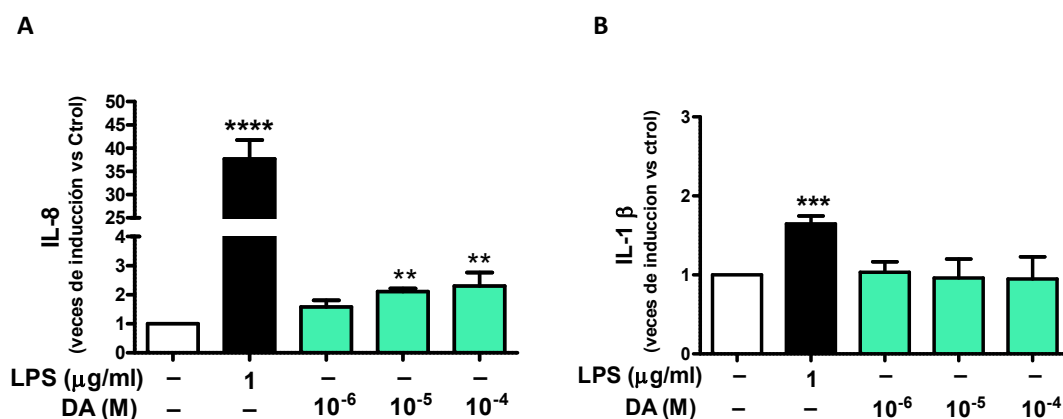 A
IL-8
(veces de inducción vs Ctrol)
50
45
40
35
30
25
4
3
2
1
0
****
**
**
LPS (μg/ml) – 1 – – –
DA (M) – – 10⁻⁶ 10⁻⁵ 10⁻⁴
B
IL-1 β
(veces de induccion vs ctrol)
3
2
1
0
***
LPS (μg/ml) – 1 – – –
DA (M) – – 10⁻⁶ 10⁻⁵ 10⁻⁴